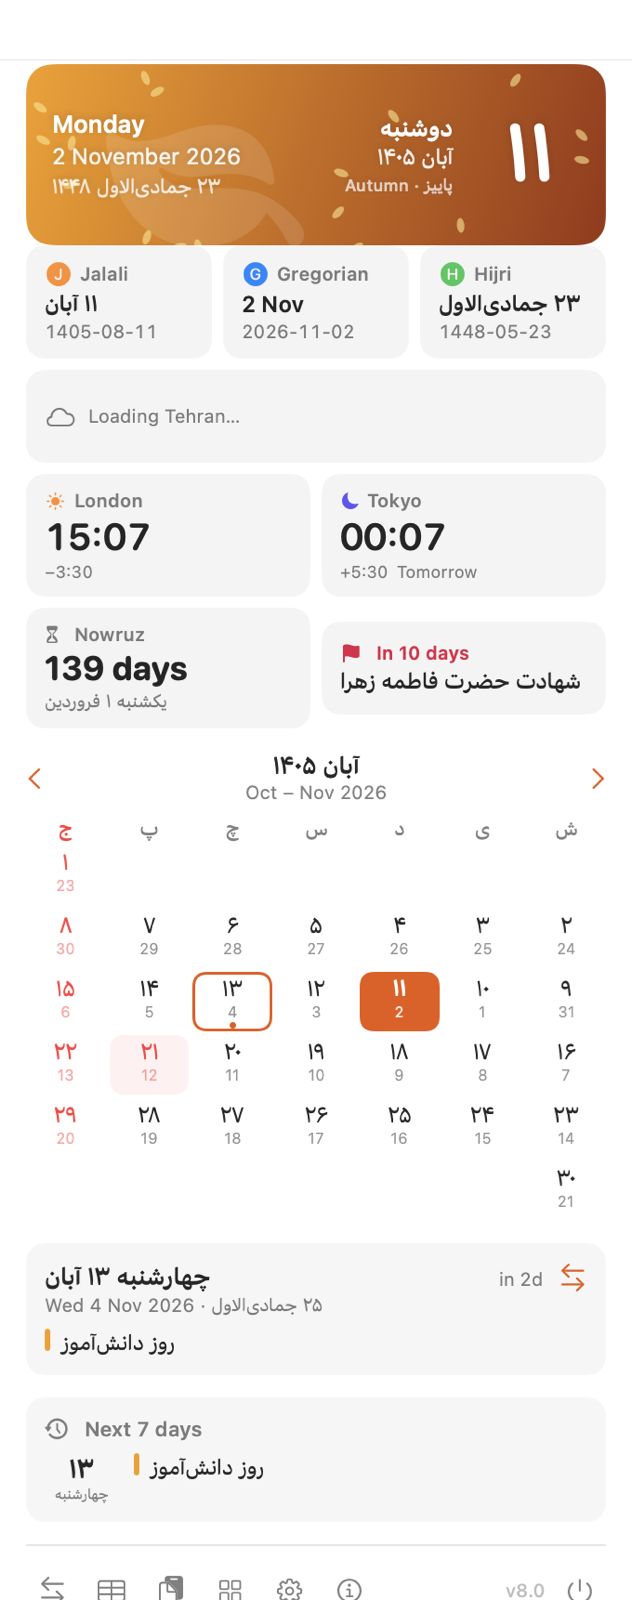 Monday
2 November 2026
۲۳ جمادی‌الاول ۱۴۴۸
دوشنبه
آبان ۱۴۰۵
پاییز · Autumn
۱۱
J Jalali
۱۱ آبان
1405-08-11
G Gregorian
2 Nov
2026-11-02
H Hijri
۲۳ جمادی‌الاول
1448-05-23
Loading Tehran...
London
15:07
−3:30
Tokyo
00:07
+5:30 Tomorrow
Nowruz
139 days
یکشنبه ۱ فروردین
In 10 days
شهادت حضرت فاطمه زهرا
آبان ۱۴۰۵
Oct – Nov 2026
ش ی د س چ پ ج
۱
23
۲ ۳ ۴ ۵ ۶ ۷ ۸
24 25 26 27 28 29 30
۹ ۱۰ ۱۱ ۱۲ ۱۳ ۱۴ ۱۵
31 1 2 3 4 5 6
۱۶ ۱۷ ۱۸ ۱۹ ۲۰ ۲۱ ۲۲
7 8 9 10 11 12 13
۲۳ ۲۴ ۲۵ ۲۶ ۲۷ ۲۸ ۲۹
14 15 16 17 18 19 20
۳۰
21
چهارشنبه ۱۳ آبان
in 2d
Wed 4 Nov 2026 · ۲۵ جمادی‌الاول
روز دانش‌آموز
Next 7 days
۱۳
چهارشنبه
روز دانش‌آموز
v8.0